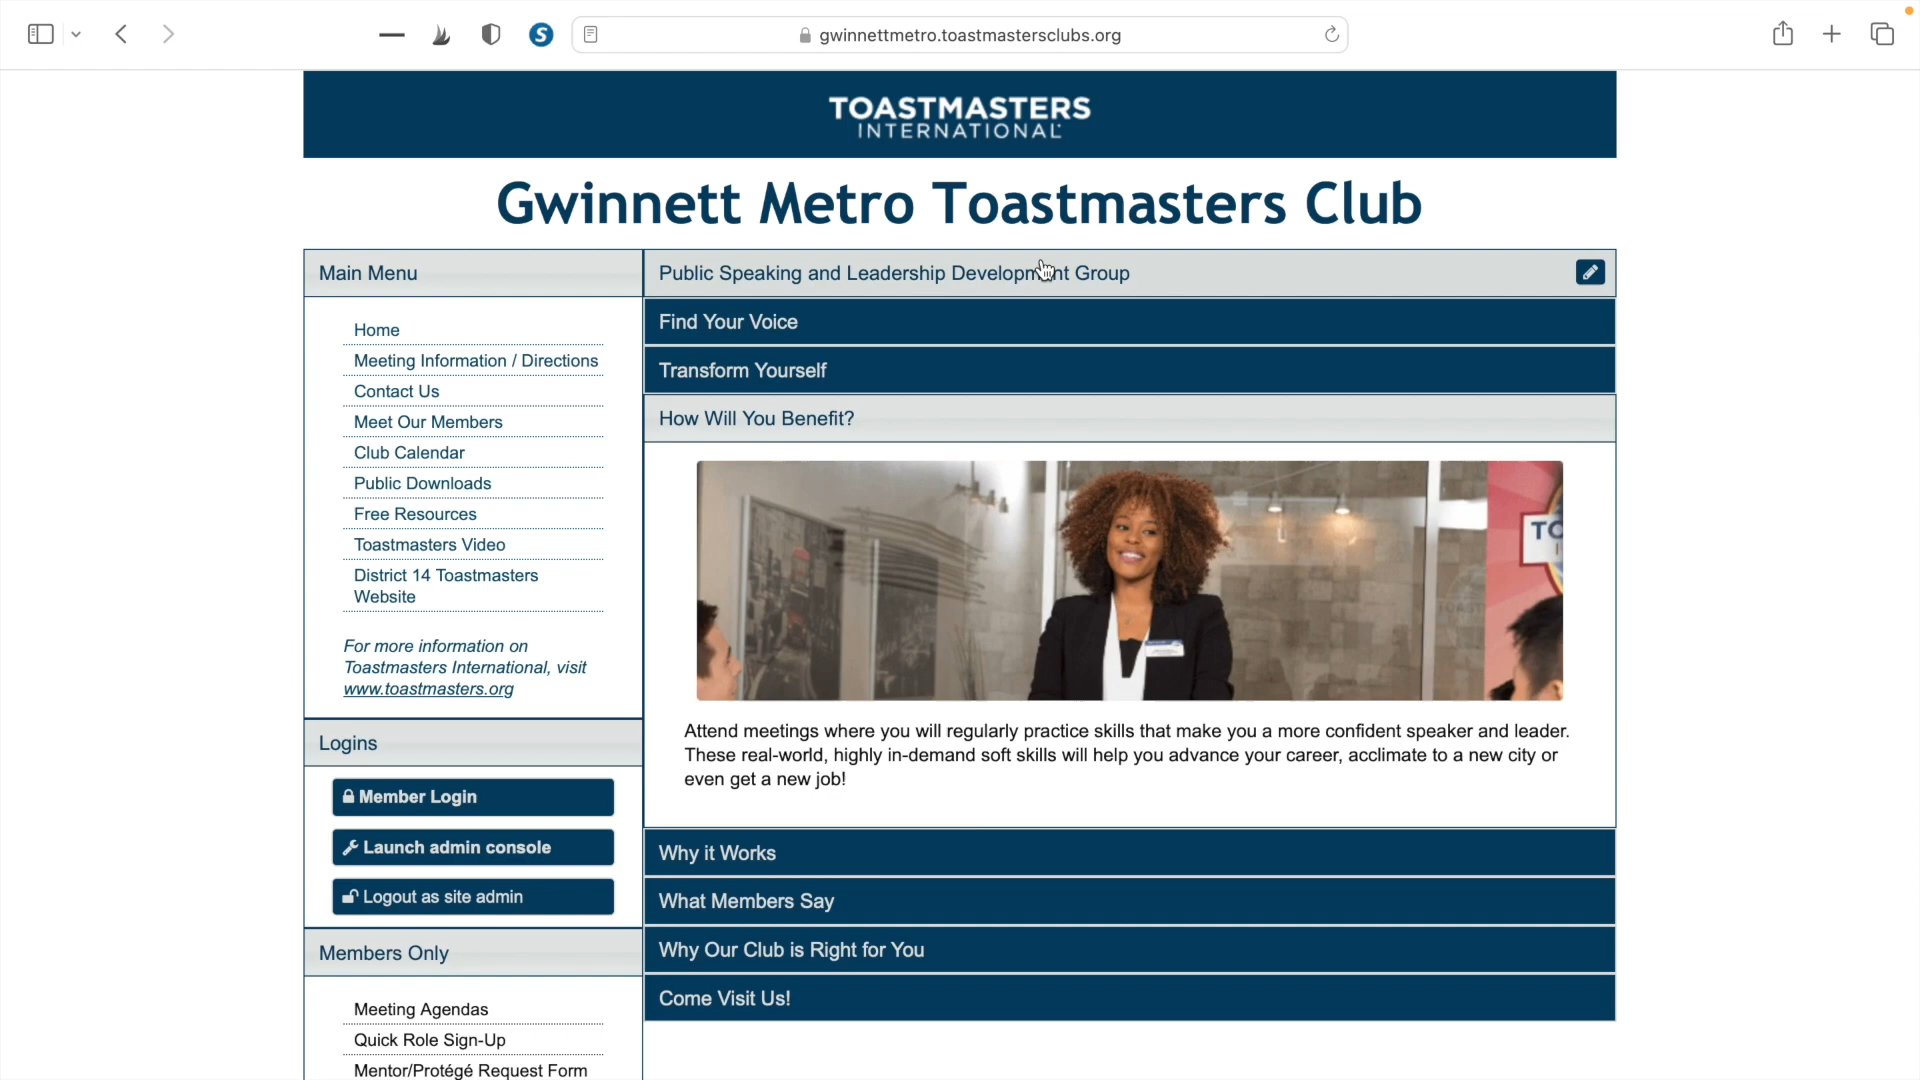 gwinnettmetro.toastmastersclubs.org
TOASTMASTERS
INTERNATIONAL
Gwinnett Metro Toastmasters Club
Main Menu
Home
Meeting Information / Directions
Contact Us
Meet Our Members
Club Calendar
Public Downloads
Free Resources
Toastmasters Video
District 14 Toastmasters
Website
For more information on
Toastmasters International, visit
www.toastmasters.org
Logins
Member Login
Launch admin console
Logout as site admin
Members Only
Meeting Agendas
Quick Role Sign-Up
Mentor/Protégé Request Form
Public Speaking and Leadership Development Group
Find Your Voice
Transform Yourself
How Will You Benefit?
TO
Attend meetings where you will regularly practice skills that make you a more confident speaker and leader.
These real-world, highly in-demand soft skills will help you advance your career, acclimate to a new city or
even get a new job!
Why it Works
What Members Say
Why Our Club is Right for You
Come Visit Us!